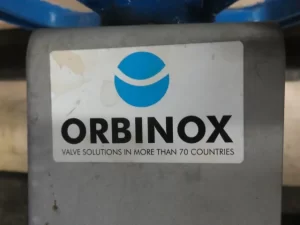 ORBINOX
VALVE SOLUTIONS IN MORE THAN 70 COUNTRIES